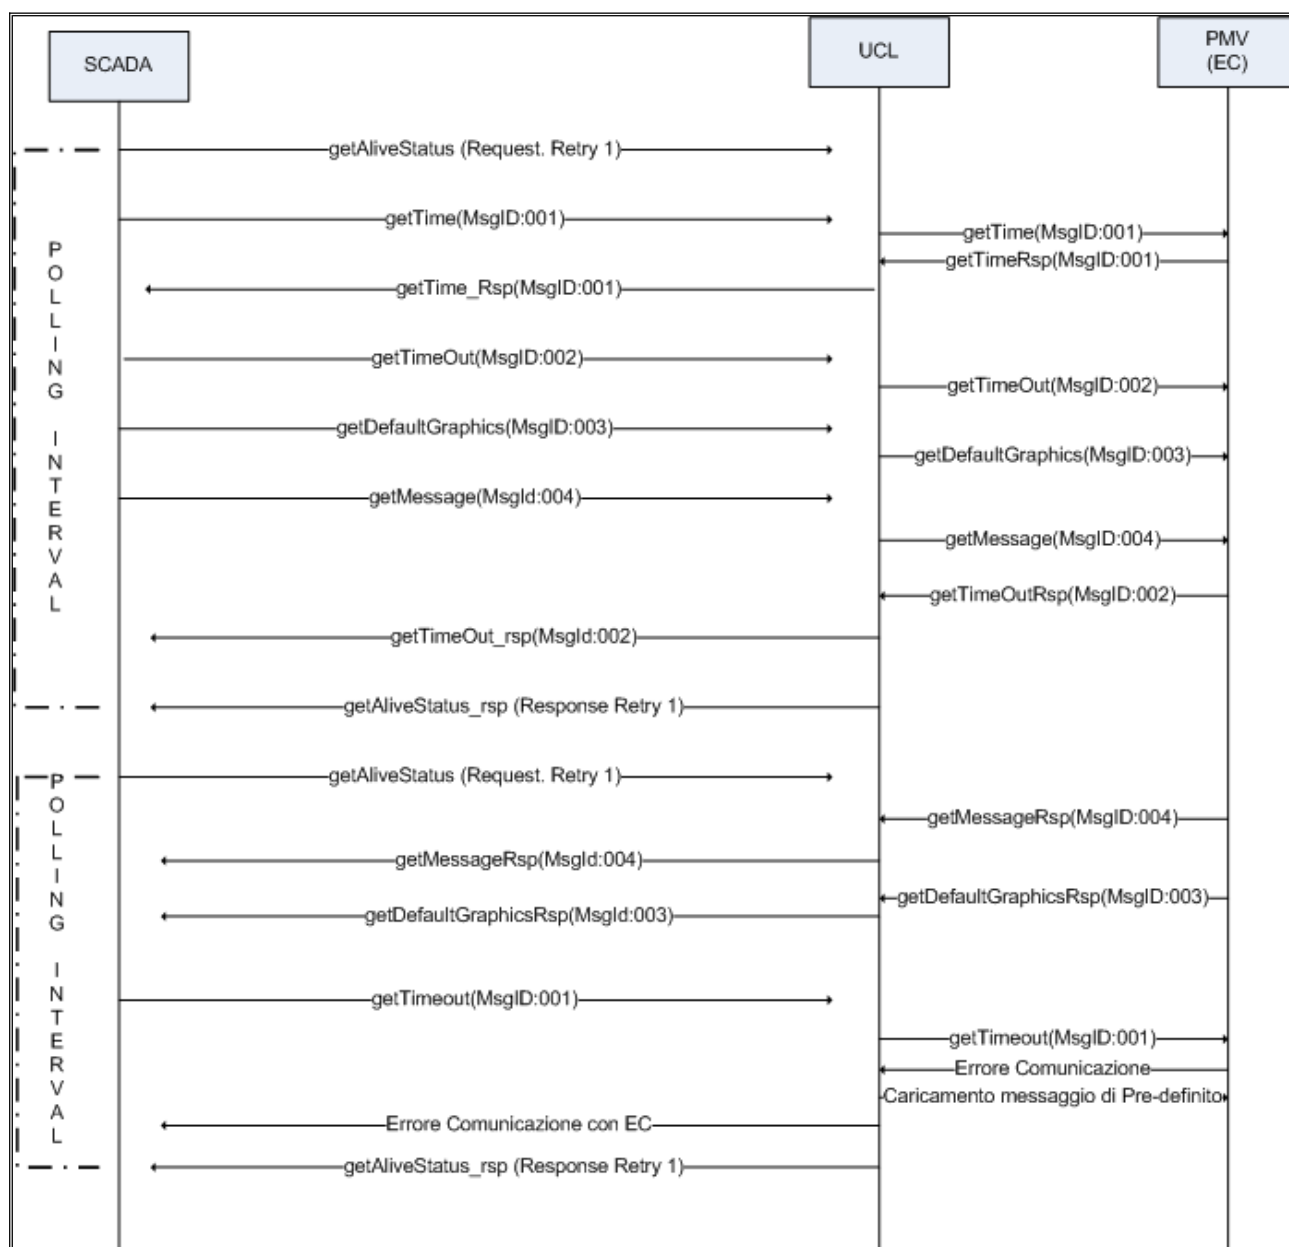 SCADA
UCL
PMV
(EC)
getAliveStatus (Request. Retry 1)
getTime(MsgID:001)
getTime(MsgID:001)
getTimeRsp(MsgID:001)
getTime_Rsp(MsgID:001)
getTimeOut(MsgID:002)
getTimeOut(MsgID:002)
getDefaultGraphics(MsgID:003)
getDefaultGraphics(MsgID:003)
getMessage(MsgId:004)
getMessage(MsgID:004)
getTimeOutRsp(MsgID:002)
getTimeOut_rsp(MsgId:002)
getAliveStatus_rsp (Response Retry 1)
POLLING INTERVAL
getAliveStatus (Request. Retry 1)
getMessageRsp(MsgID:004)
getMessageRsp(MsgId:004)
getDefaultGraphicsRsp(MsgID:003)
getDefaultGraphicsRsp(MsgId:003)
getTimeout(MsgID:001)
getTimeout(MsgID:001)
Errore Comunicazione
Caricamento messaggio di Pre-definito
Errore Comunicazione con EC
getAliveStatus_rsp (Response Retry 1)
POLLING INTERVAL